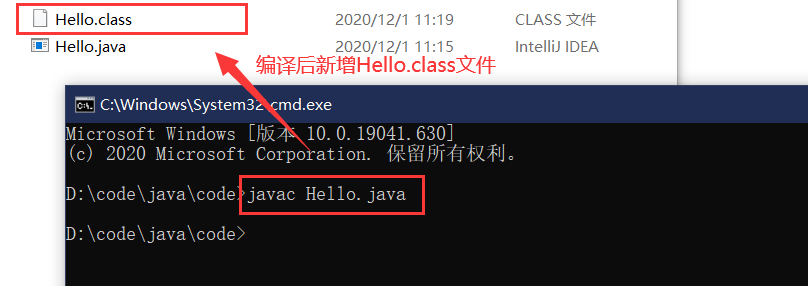 Hello.class 2020/12/1 11:19 CLASS 文件
Hello.java 2020/12/1 11:15 IntelliJ IDEA
编译后新增Hello.class文件
C:\Windows\System32\cmd.exe
Microsoft Windows [版本 10.0.19041.630]
(c) 2020 Microsoft Corporation. 保留所有权利。
D:\code\java\code>javac Hello.java
D:\code\java\code>